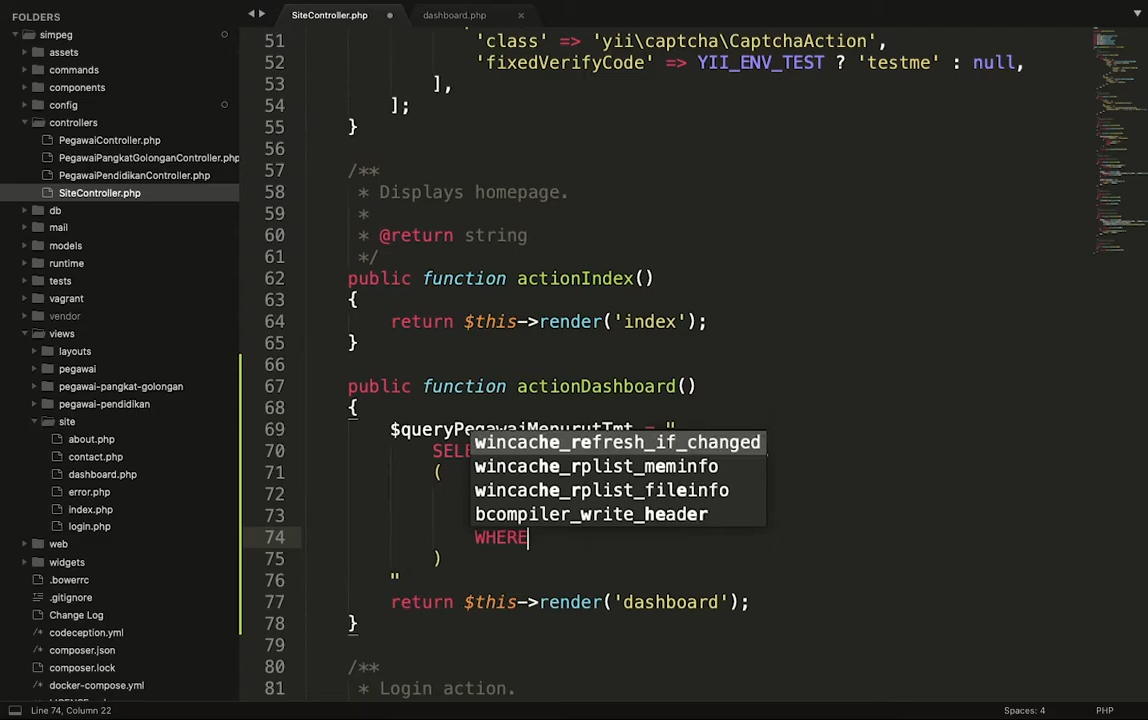 FOLDERS
simpeg
assets
commands
components
config
controllers
PegawaiController.php
PegawaiPangkatGolonganController.php
PegawaiPendidikanController.php
SiteController.php
db
mail
models
runtime
tests
vagrant
vendor
views
layouts
pegawai
pegawai-pangkat-golongan
pegawai-pendidikan
site
about.php
contact.php
dashboard.php
error.php
index.php
login.php
web
widgets
.bowerrc
.gitignore
Change Log
codeception.yml
composer.json
composer.lock
docker-compose.yml
SiteController.php
dashboard.php
51 'class' => 'yii\captcha\CaptchaAction',
52 'fixedVerifyCode' => YII_ENV_TEST ? 'testme' : null,
53 ],
54 ];
55 }
56
57 /**
58 * Displays homepage.
59 *
60 * @return string
61 */
62 public function actionIndex()
63 {
64 return $this->render('index');
65 }
66
67 public function actionDashboard()
68 {
69 $queryPegawaiMenurutTmt = "
70 SELE
71 (
72
73
74 WHERE
75 )
76 "
77 return $this->render('dashboard');
78 }
79
80 /**
81 * Login action.
wincache_refresh_if_changed
wincache_rplist_meminfo
wincache_rplist_fileinfo
bcompiler_write_header
Line 74, Column 22
Spaces: 4
PHP